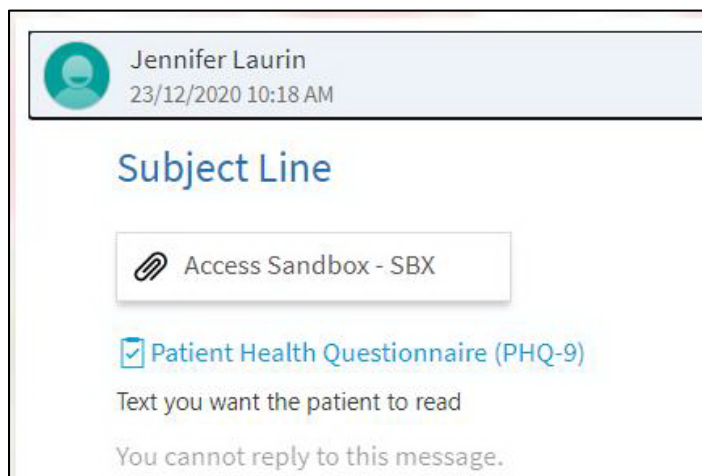 Jennifer Laurin
23/12/2020 10:18 AM
Subject Line
Access Sandbox - SBX
Patient Health Questionnaire (PHQ-9)
Text you want the patient to read
You cannot reply to this message.